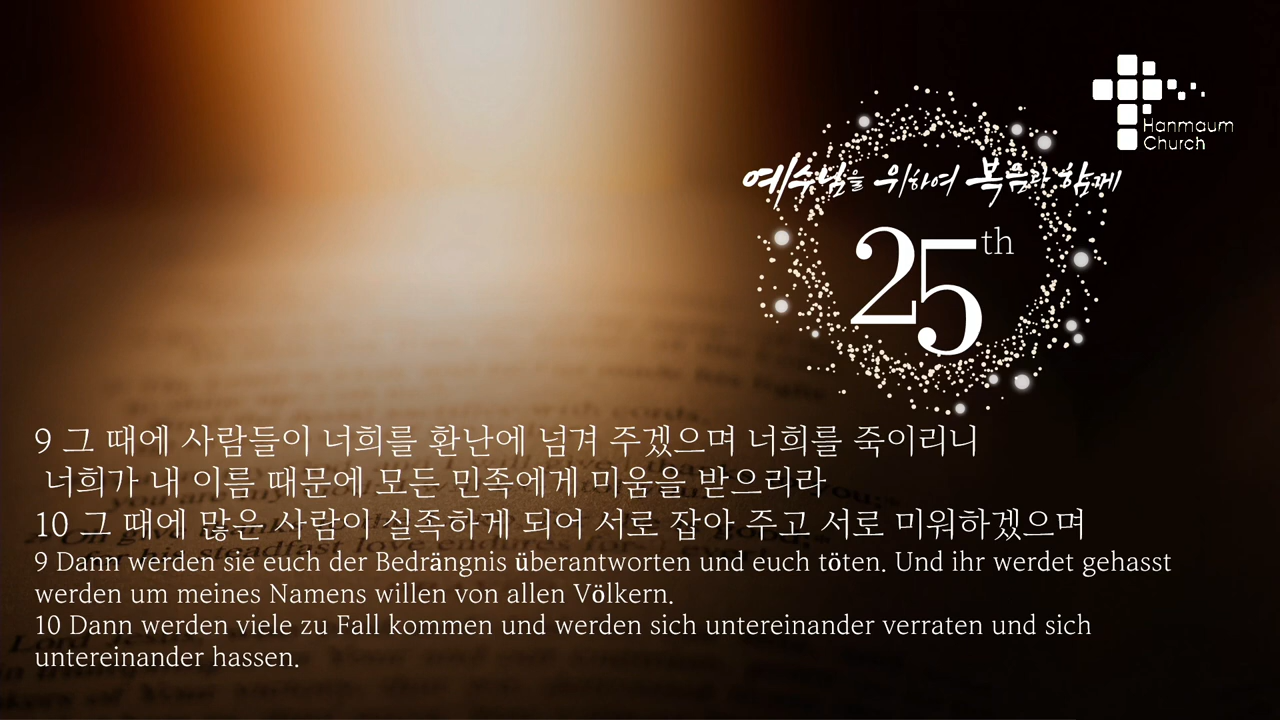 Hanmaum
Church
예수님을 위하여 복음과 함께
25th
9 그 때에 사람들이 너희를 환난에 넘겨 주겠으며 너희를 죽이리니
너희가 내 이름 때문에 모든 민족에게 미움을 받으리라
10 그 때에 많은 사람이 실족하게 되어 서로 잡아 주고 서로 미워하겠으며
9 Dann werden sie euch der Bedrängnis überantworten und euch töten. Und ihr werdet gehasst
werden um meines Namens willen von allen Völkern.
10 Dann werden viele zu Fall kommen und werden sich untereinander verraten und sich
untereinander hassen.